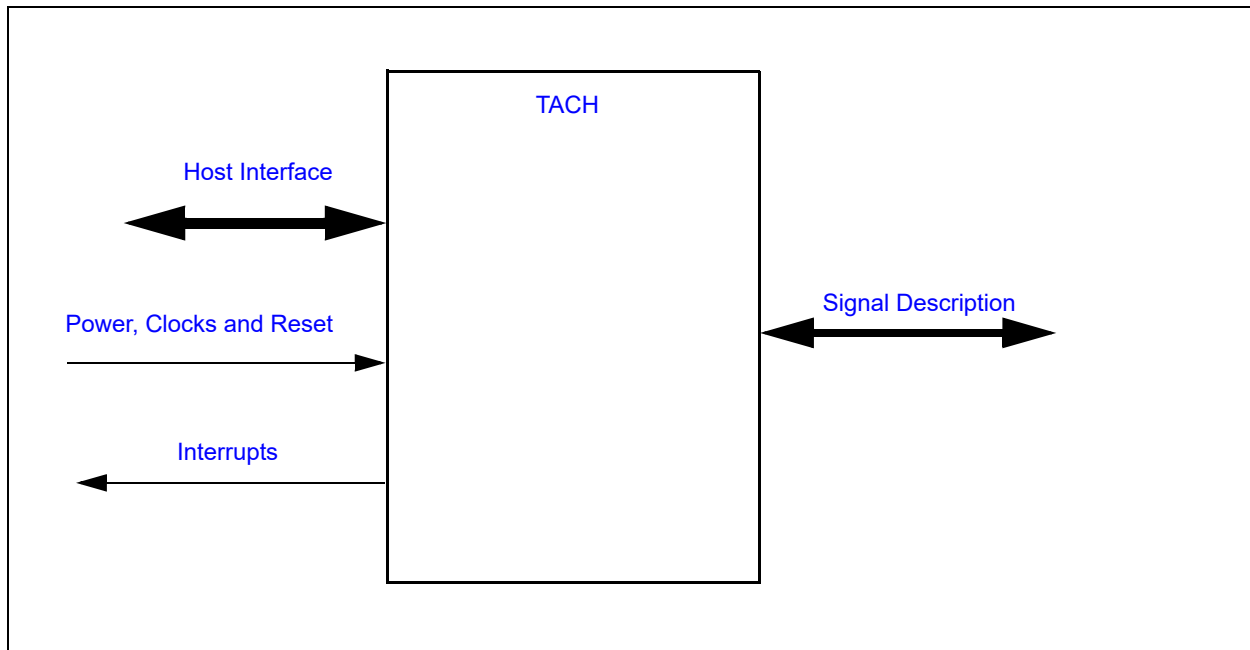 TACH
Host Interface
Signal Description
Power, Clocks and Reset
Interrupts